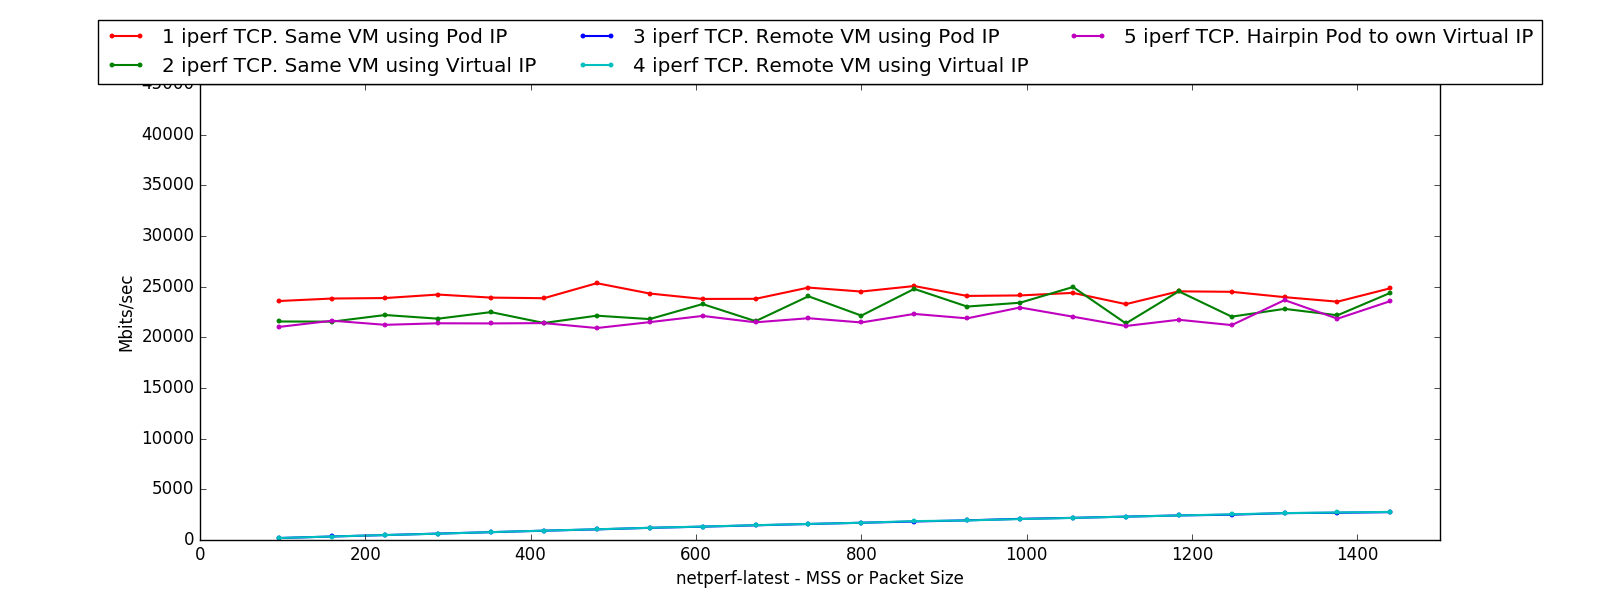 1 iperf TCP. Same VM using Pod IP
2 iperf TCP. Same VM using Virtual IP
3 iperf TCP. Remote VM using Pod IP
4 iperf TCP. Remote VM using Virtual IP
5 iperf TCP. Hairpin Pod to own Virtual IP
45000
40000
35000
30000
25000
20000
15000
10000
5000
0
Mbits/sec
0 200 400 600 800 1000 1200 1400
netperf-latest - MSS or Packet Size